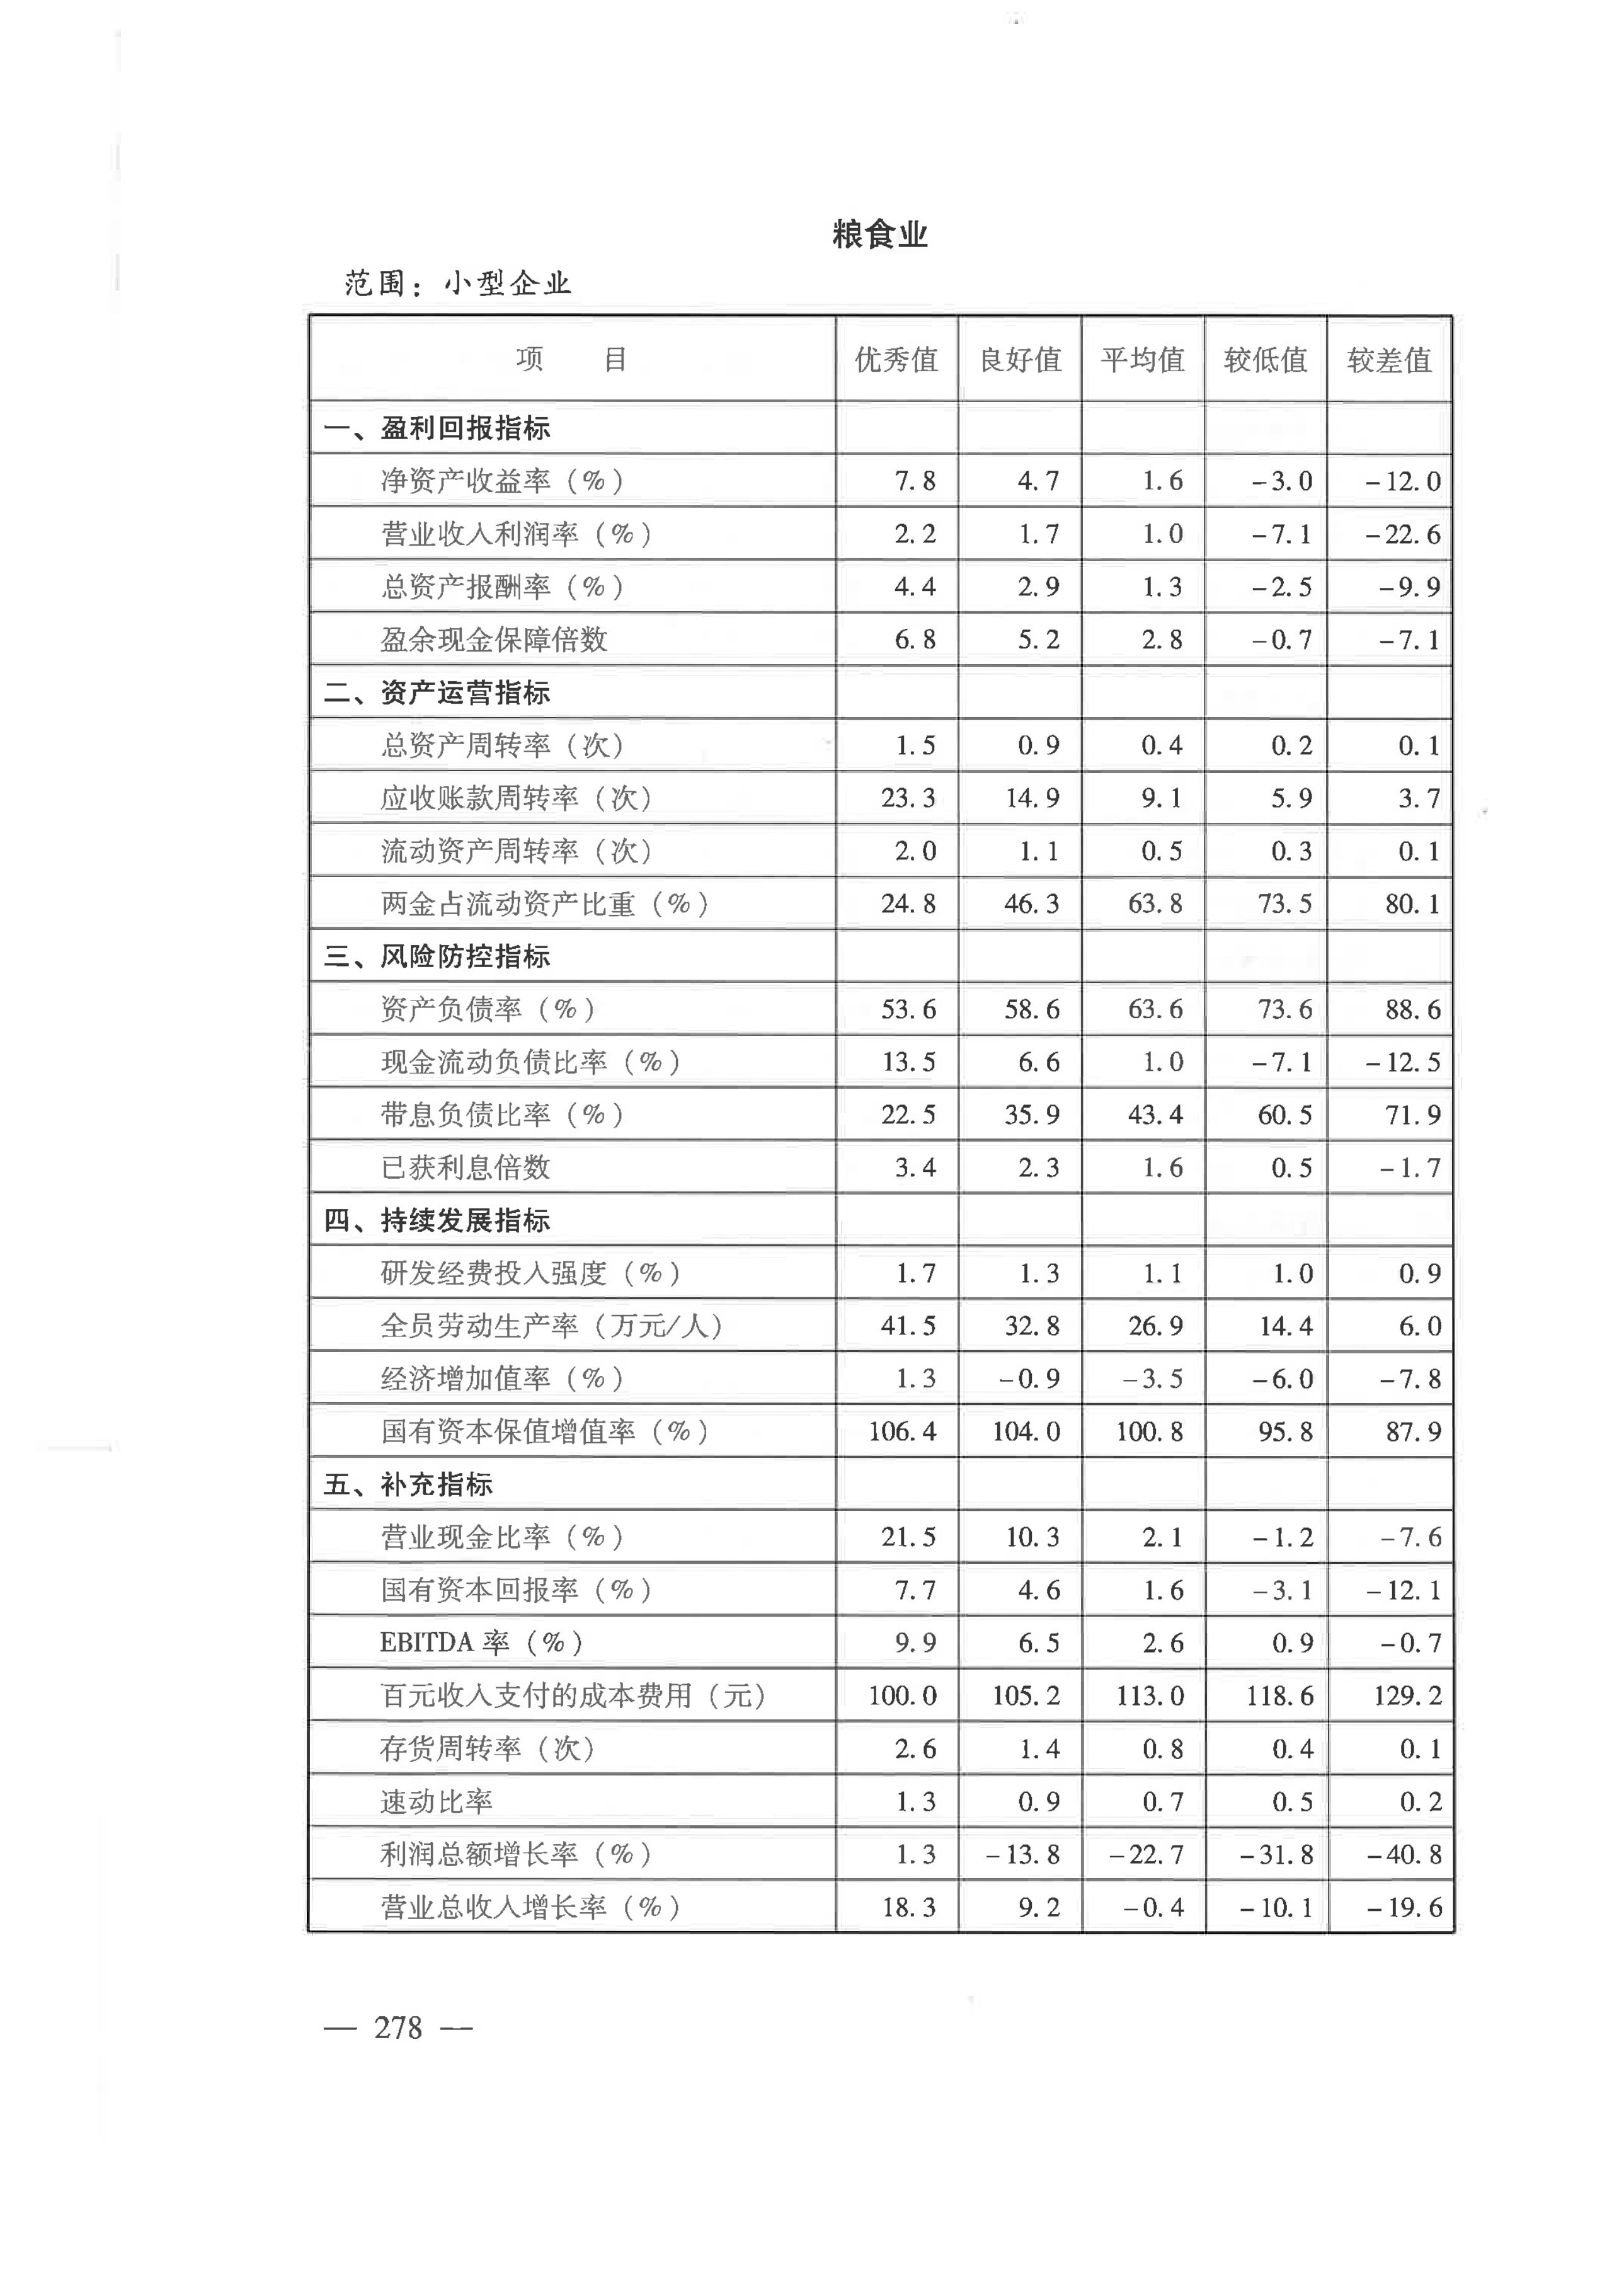 粮食业
范围：小型企业
项 目 优秀值 良好值 平均值 较低值 较差值
一、盈利回报指标
净资产收益率（%） 7.8 4.7 1.6 -3.0 -12.0
营业收入利润率（%） 2.2 1.7 1.0 -7.1 -22.6
总资产报酬率（%） 4.4 2.9 1.3 -2.5 -9.9
盈余现金保障倍数 6.8 5.2 2.8 -0.7 -7.1
二、资产运营指标
总资产周转率（次） 1.5 0.9 0.4 0.2 0.1
应收账款周转率（次） 23.3 14.9 9.1 5.9 3.7
流动资产周转率（次） 2.0 1.1 0.5 0.3 0.1
两金占流动资产比重（%） 24.8 46.3 63.8 73.5 80.1
三、风险防控指标
资产负债率（%） 53.6 58.6 63.6 73.6 88.6
现金流动负债比率（%） 13.5 6.6 1.0 -7.1 -12.5
带息负债比率（%） 22.5 35.9 43.4 60.5 71.9
已获利息倍数 3.4 2.3 1.6 0.5 -1.7
四、持续发展指标
研发经费投入强度（%） 1.7 1.3 1.1 1.0 0.9
全员劳动生产率（万元/人） 41.5 32.8 26.9 14.4 6.0
经济增加值率（%） 1.3 -0.9 -3.5 -6.0 -7.8
国有资本保值增值率（%） 106.4 104.0 100.8 95.8 87.9
五、补充指标
营业现金比率（%） 21.5 10.3 2.1 -1.2 -7.6
国有资本回报率（%） 7.7 4.6 1.6 -3.1 -12.1
EBITDA 率（%） 9.9 6.5 2.6 0.9 -0.7
百元收入支付的成本费用（元） 100.0 105.2 113.0 118.6 129.2
存货周转率（次） 2.6 1.4 0.8 0.4 0.1
速动比率 1.3 0.9 0.7 0.5 0.2
利润总额增长率（%） 1.3 -13.8 -22.7 -31.8 -40.8
营业总收入增长率（%） 18.3 9.2 -0.4 -10.1 -19.6
— 278 —